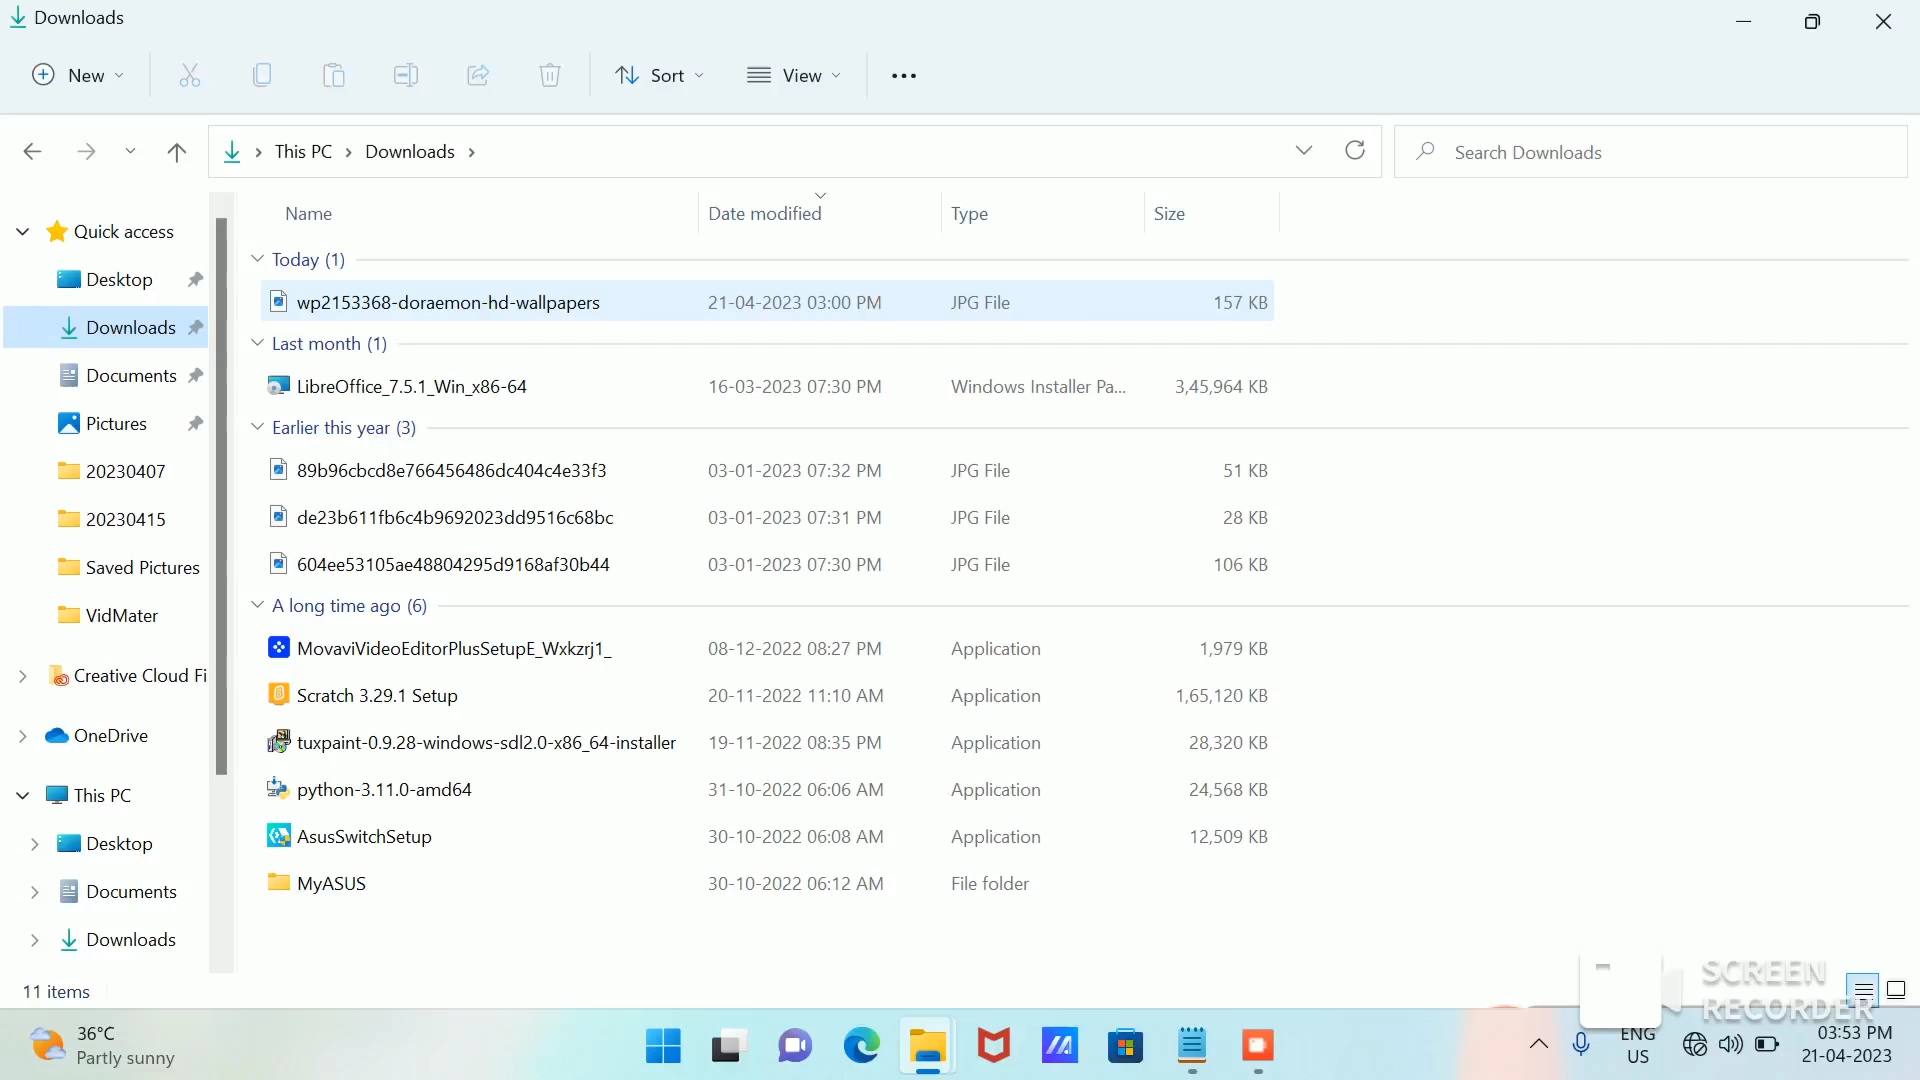 Downloads
New
Sort
View
This PC
Downloads
Search Downloads
Name Date modified Type Size
Quick access
Desktop
Downloads
Documents
Pictures
20230407
20230415
Saved Pictures
VidMater
Creative Cloud Fi
OneDrive
This PC
Desktop
Documents
Downloads
Today (1)
wp2153368-doraemon-hd-wallpapers 21-04-2023 03:00 PM JPG File 157 KB
Last month (1)
LibreOffice_7.5.1_Win_x86-64 16-03-2023 07:30 PM Windows Installer Pa... 3,45,964 KB
Earlier this year (3)
89b96cbcd8e766456486dc404c4e33f3 03-01-2023 07:32 PM JPG File 51 KB
de23b611fb6c4b9692023dd9516c68bc 03-01-2023 07:31 PM JPG File 28 KB
604ee53105ae48804295d9168af30b44 03-01-2023 07:30 PM JPG File 106 KB
A long time ago (6)
MovaviVideoEditorPlusSetupE_Wxkzrj1_ 08-12-2022 08:27 PM Application 1,979 KB
Scratch 3.29.1 Setup 20-11-2022 11:10 AM Application 1,65,120 KB
tuxpaint-0.9.28-windows-sdl2.0-x86_64-installer 19-11-2022 08:35 PM Application 28,320 KB
python-3.11.0-amd64 31-10-2022 06:06 AM Application 24,568 KB
AsusSwitchSetup 30-10-2022 06:08 AM Application 12,509 KB
MyASUS 30-10-2022 06:12 AM File folder
11 items
SCREEN
RECORDER
36°C
Partly sunny
ENG
US
03:53 PM
21-04-2023